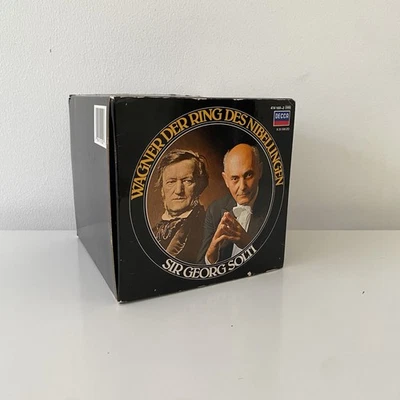 DECCA
WAGNER DER RING DES NIBELUNGEN
SIR GEORG SOLTI